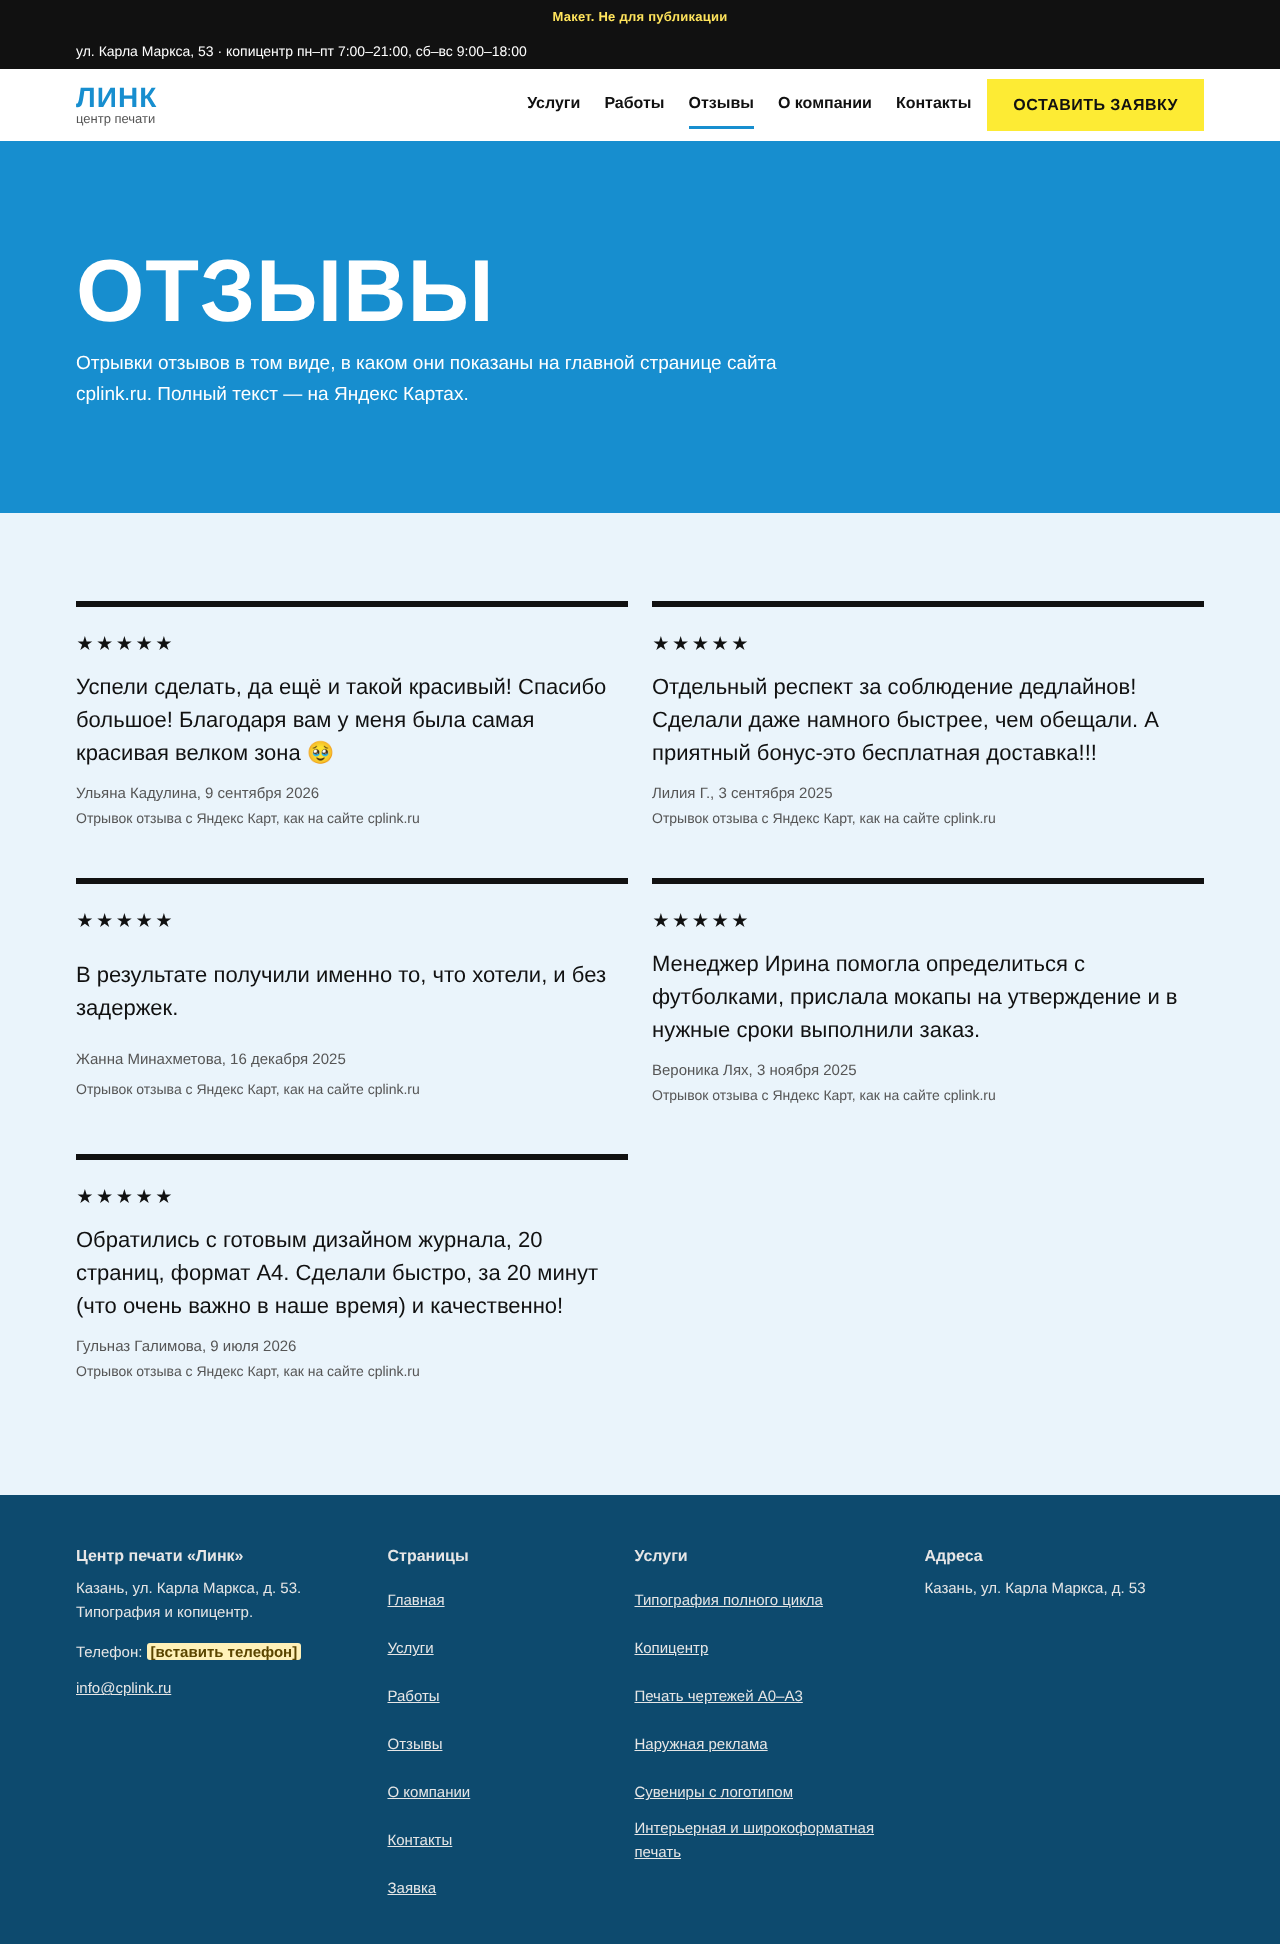 Макет. Не для публикации
ул. Карла Маркса, 53 · копицентр пн–пт 7:00–21:00, сб–вс 9:00–18:00
ЛИНК
центр печати
Услуги Работы Отзывы О компании Контакты ОСТАВИТЬ ЗАЯВКУ
ОТЗЫВЫ
Отрывки отзывов в том виде, в каком они показаны на главной странице сайта
cplink.ru. Полный текст — на Яндекс Картах.
★★★★★
Успели сделать, да ещё и такой красивый! Спасибо
большое! Благодаря вам у меня была самая
красивая велком зона 🥹
Ульяна Кадулина, 9 сентября 2026
Отрывок отзыва с Яндекс Карт, как на сайте cplink.ru
★★★★★
Отдельный респект за соблюдение дедлайнов!
Сделали даже намного быстрее, чем обещали. А
приятный бонус-это бесплатная доставка!!!
Лилия Г., 3 сентября 2025
Отрывок отзыва с Яндекс Карт, как на сайте cplink.ru
★★★★★
В результате получили именно то, что хотели, и без
задержек.
Жанна Минахметова, 16 декабря 2025
Отрывок отзыва с Яндекс Карт, как на сайте cplink.ru
★★★★★
Менеджер Ирина помогла определиться с
футболками, прислала мокапы на утверждение и в
нужные сроки выполнили заказ.
Вероника Лях, 3 ноября 2025
Отрывок отзыва с Яндекс Карт, как на сайте cplink.ru
★★★★★
Обратились с готовым дизайном журнала, 20
страниц, формат А4. Сделали быстро, за 20 минут
(что очень важно в наше время) и качественно!
Гульназ Галимова, 9 июля 2026
Отрывок отзыва с Яндекс Карт, как на сайте cplink.ru
Центр печати «Линк»
Казань, ул. Карла Маркса, д. 53.
Типография и копицентр.
Телефон: [вставить телефон]
info@cplink.ru
Страницы
Главная
Услуги
Работы
Отзывы
О компании
Контакты
Заявка
Услуги
Типография полного цикла
Копицентр
Печать чертежей А0–А3
Наружная реклама
Сувениры с логотипом
Интерьерная и широкоформатная
печать
Адреса
Казань, ул. Карла Маркса, д. 53